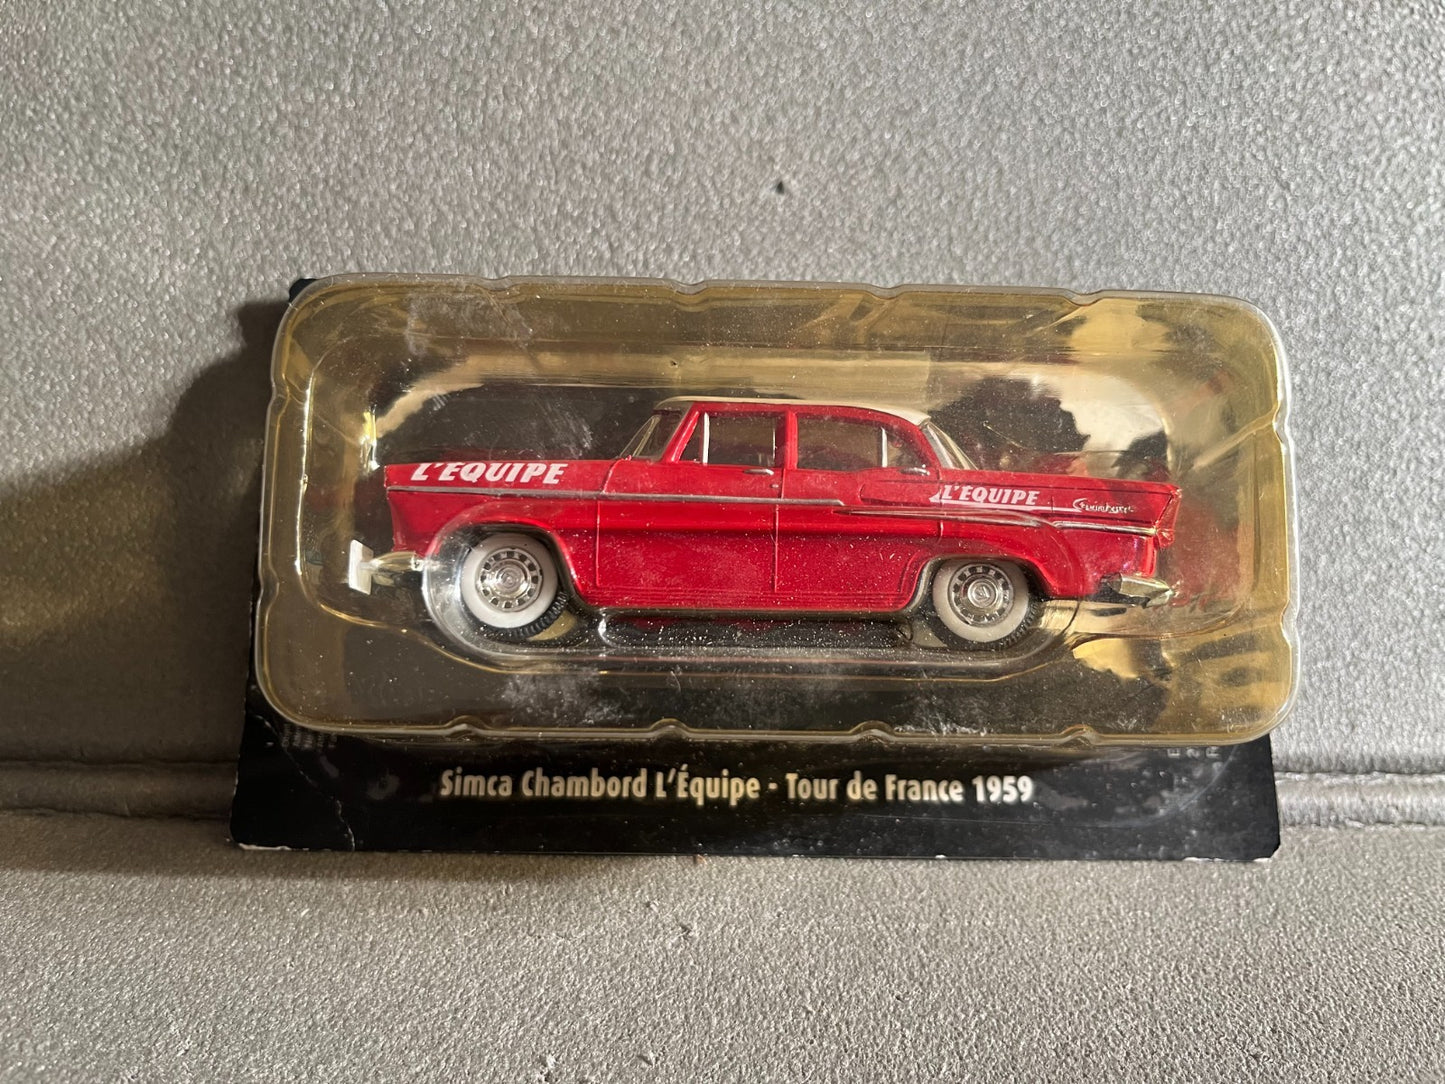 L'EQUIPE
L'EQUIPE
Simca Chambord L'Équipe - Tour de France 1959